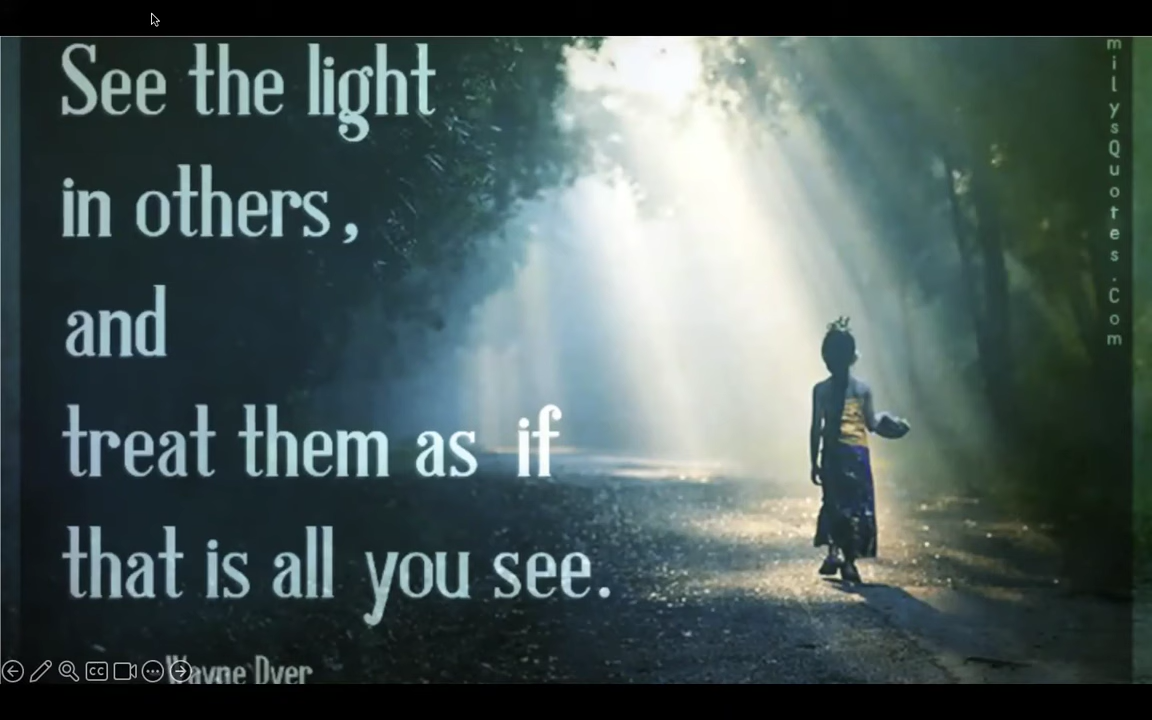 See the light
in others,
and
treat them as if
that is all you see.
Wayne Dyer
milysQuotes.Com
CC